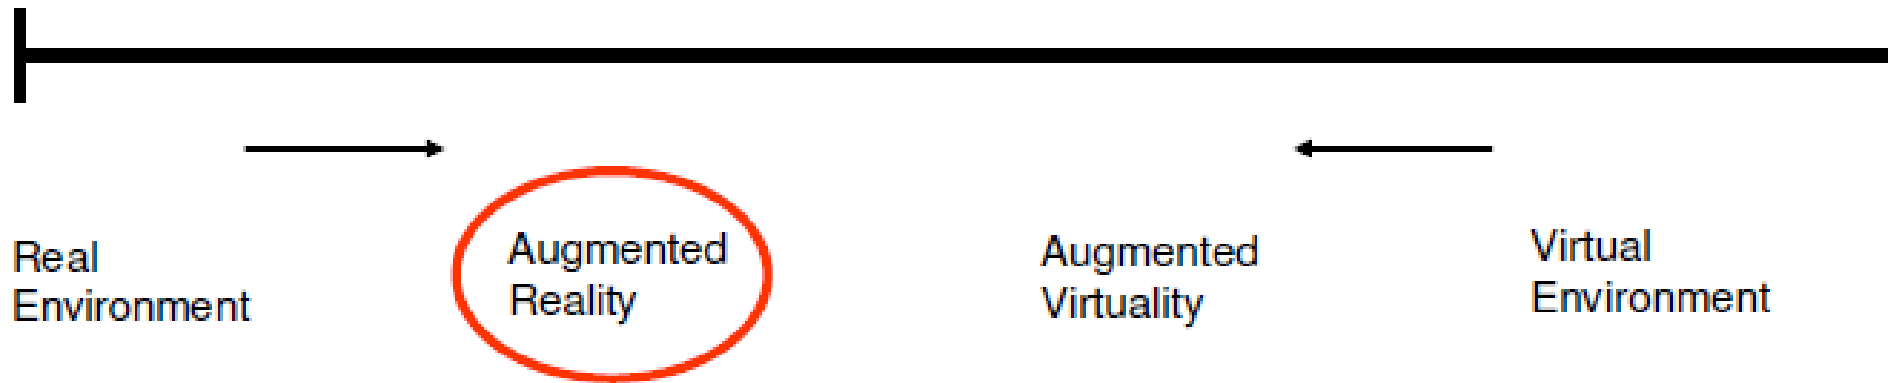 Real
Environment
Augmented
Reality
Augmented
Virtuality
Virtual
Environment